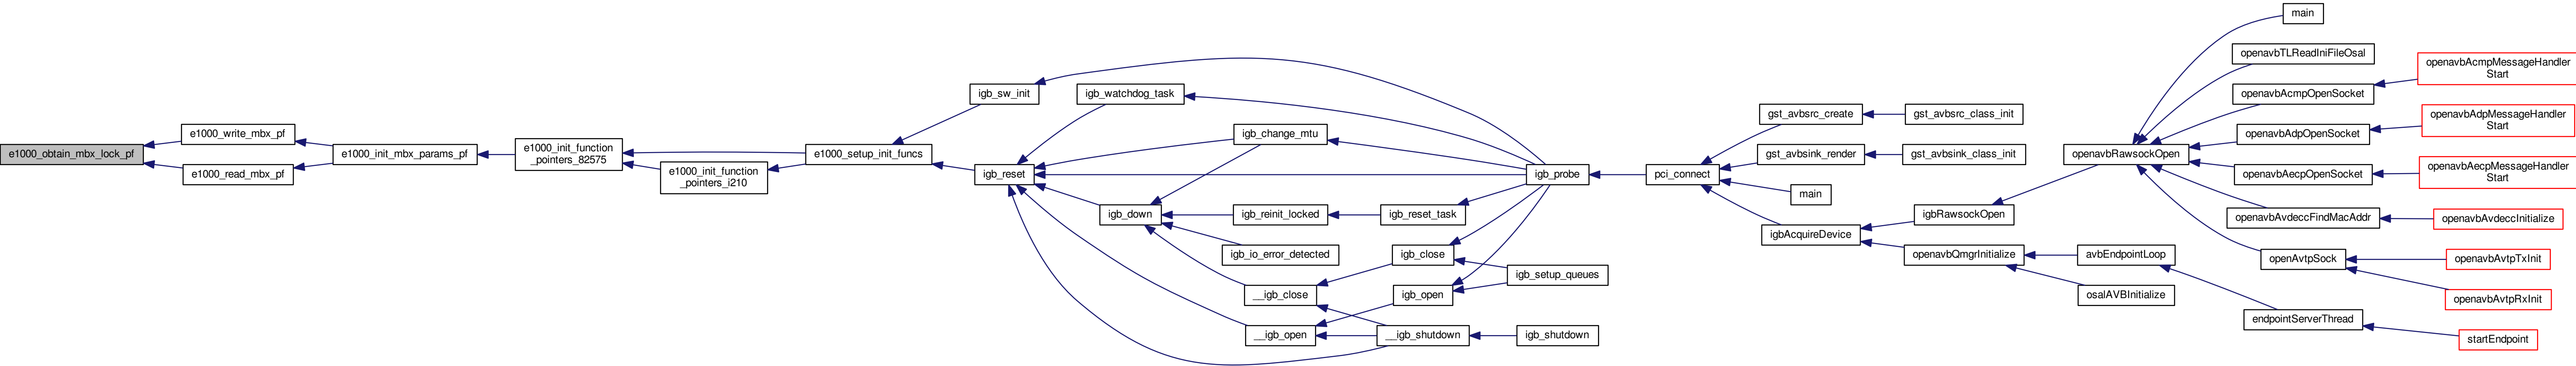 e1000_obtain_mbx_lock_pf
e1000_write_mbx_pf
e1000_read_mbx_pf
e1000_init_mbx_params_pf
e1000_init_function
_pointers_82575
e1000_init_function
_pointers_i210
e1000_setup_init_funcs
igb_sw_init
igb_reset
igb_watchdog_task
igb_down
igb_change_mtu
igb_reinit_locked
igb_io_error_detected
__igb_close
__igb_open
igb_reset_task
igb_close
igb_open
__igb_shutdown
igb_probe
igb_setup_queues
igb_shutdown
pci_connect
gst_avbsrc_create
gst_avbsink_render
main
igbAcquireDevice
gst_avbsrc_class_init
gst_avbsink_class_init
igbRawsockOpen
openavbQmgrInitialize
openavbRawsockOpen
avbEndpointLoop
osalAVBInitialize
main
openavbTLReadIniFileOsal
openavbAcmpOpenSocket
openavbAdpOpenSocket
openavbAecpOpenSocket
openavbAvdeccFindMacAddr
openAvtpSock
endpointServerThread
openavbAcmpMessageHandler
Start
openavbAdpMessageHandler
Start
openavbAecpMessageHandler
Start
openavbAvdeccInitialize
openavbAvtpTxInit
openavbAvtpRxInit
startEndpoint